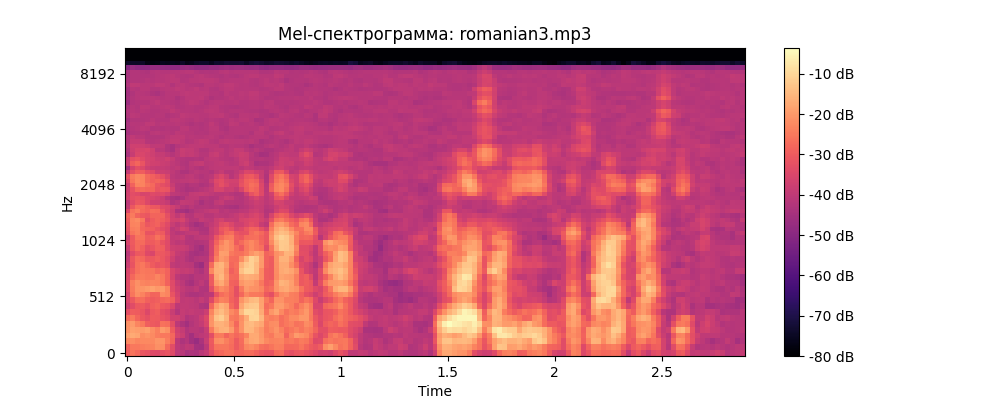 Mel-спектрограмма: romanian3.mp3
8192
4096
2048
1024
512
0
Hz
0 0.5 1 1.5 2 2.5
Time
-10 dB
-20 dB
-30 dB
-40 dB
-50 dB
-60 dB
-70 dB
-80 dB